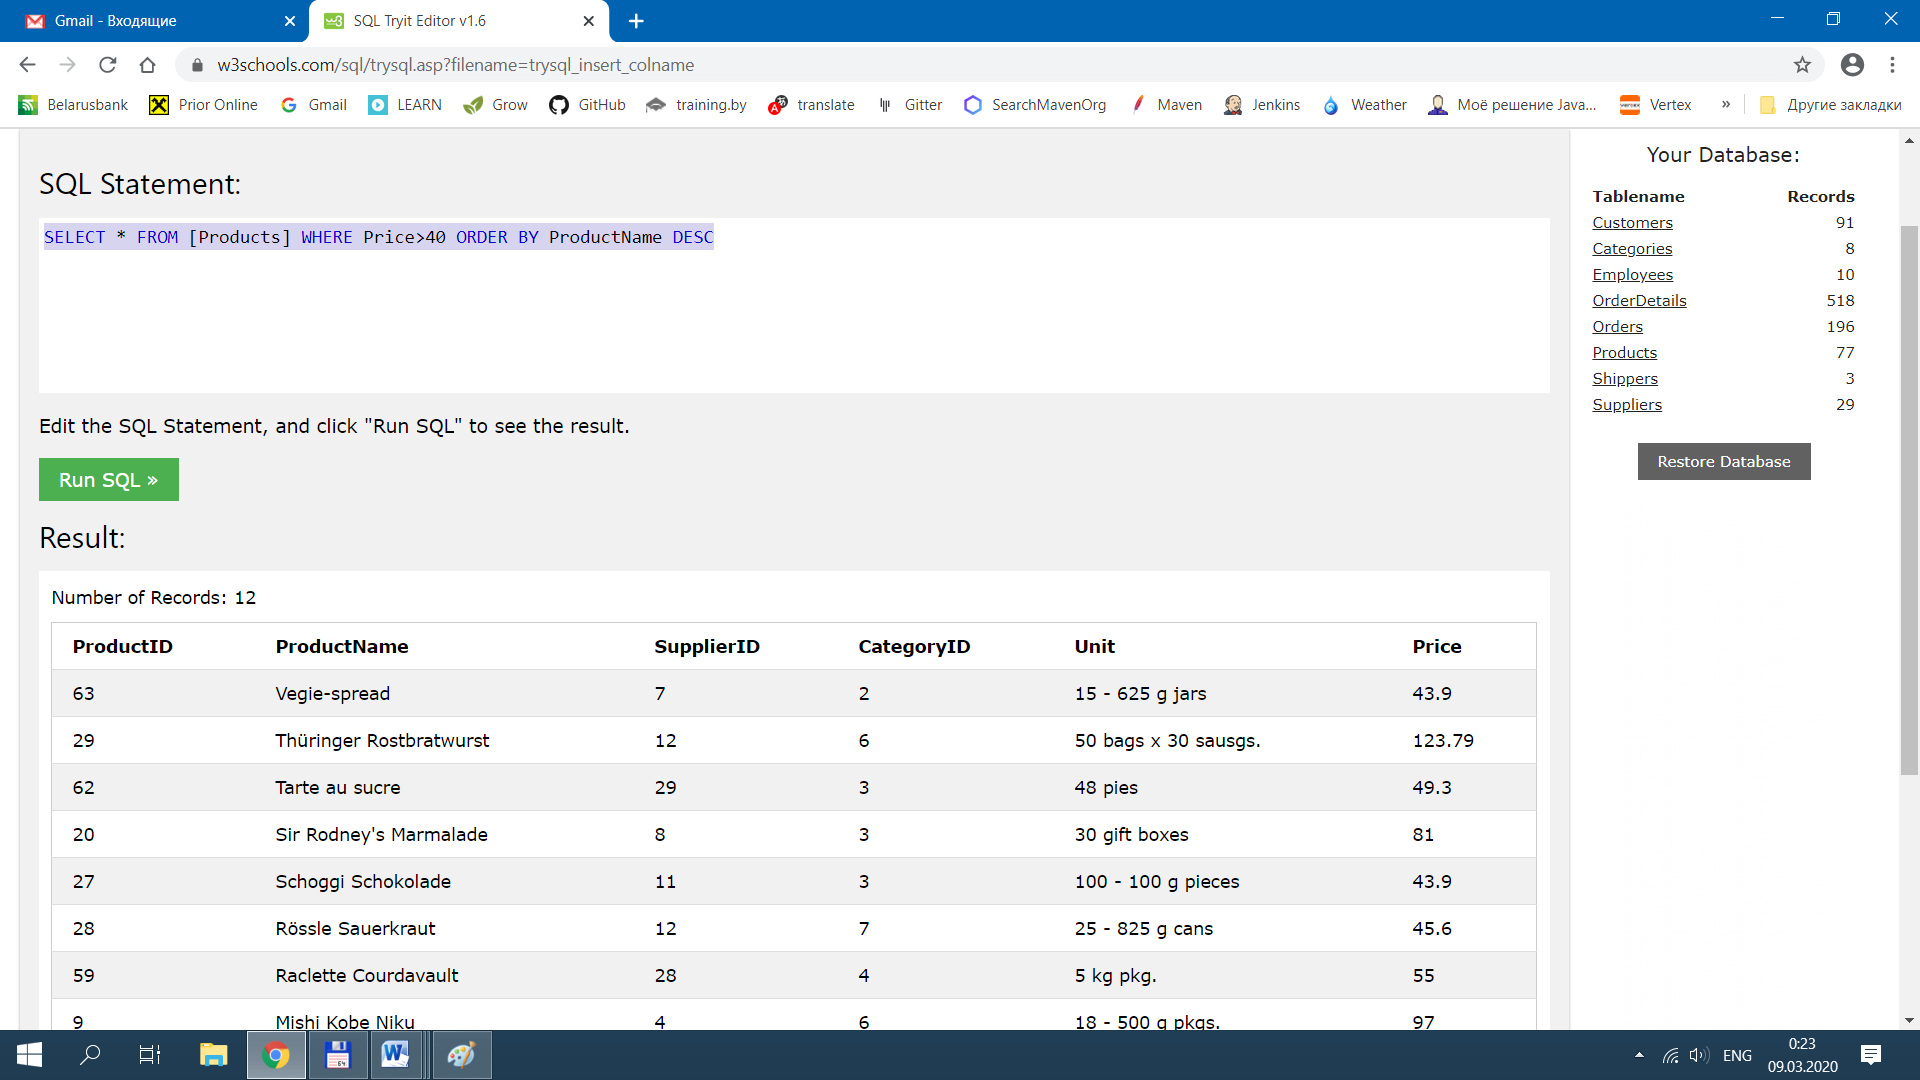 Gmail - Входящие
SQL Tryit Editor v1.6
w3schools.com/sql/trysql.asp?filename=trysql_insert_colname
Belarusbank Prior Online Gmail LEARN Grow GitHub training.by translate Gitter SearchMavenOrg Maven Jenkins Weather Моё решение Java... Vertex » Другие закладки
SQL Statement:
SELECT * FROM [Products] WHERE Price>40 ORDER BY ProductName DESC
Edit the SQL Statement, and click "Run SQL" to see the result.
Run SQL »
Result:
Number of Records: 12
ProductID ProductName SupplierID CategoryID Unit Price
63 Vegie-spread 7 2 15 - 625 g jars 43.9
29 Thüringer Rostbratwurst 12 6 50 bags x 30 sausgs. 123.79
62 Tarte au sucre 29 3 48 pies 49.3
20 Sir Rodney's Marmalade 8 3 30 gift boxes 81
27 Schoggi Schokolade 11 3 100 - 100 g pieces 43.9
28 Rössle Sauerkraut 12 7 25 - 825 g cans 45.6
59 Raclette Courdavault 28 4 5 kg pkg. 55
9 Mishi Kobe Niku 4 6 18 - 500 g pkgs. 97
Your Database:
Tablename Records
Customers 91
Categories 8
Employees 10
OrderDetails 518
Orders 196
Products 77
Shippers 3
Suppliers 29
Restore Database
64
ENG
0:23
09.03.2020